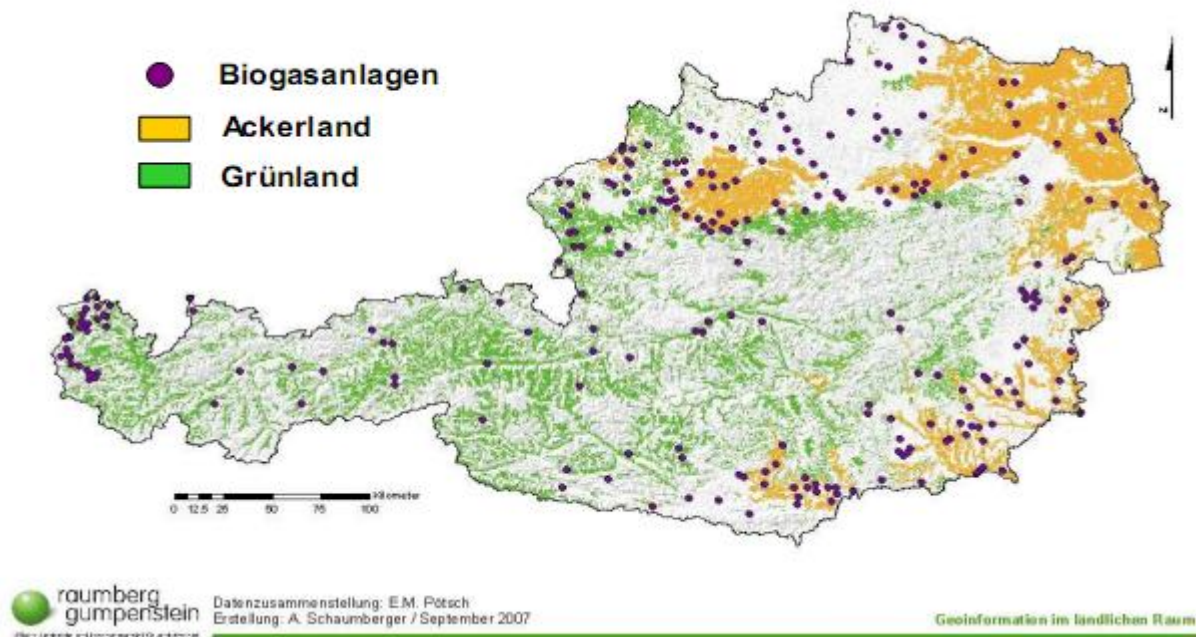 Biogasanlagen
Ackerland
Grünland
N
Kilometer
0 12.5 25 50 75 100
raumberg
gumpenstein
Datenzusammenstellung: E.M. Pötsch
Erstellung: A. Schaumberger / September 2007
Geoinformation im ländlichen Raum